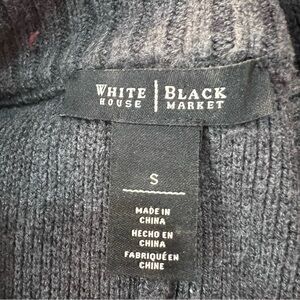 WHITE | BLACK
HOUSE | MARKET
S
MADE IN
CHINA
HECHO EN
CHINA
FABRIQUÉ EN
CHINE